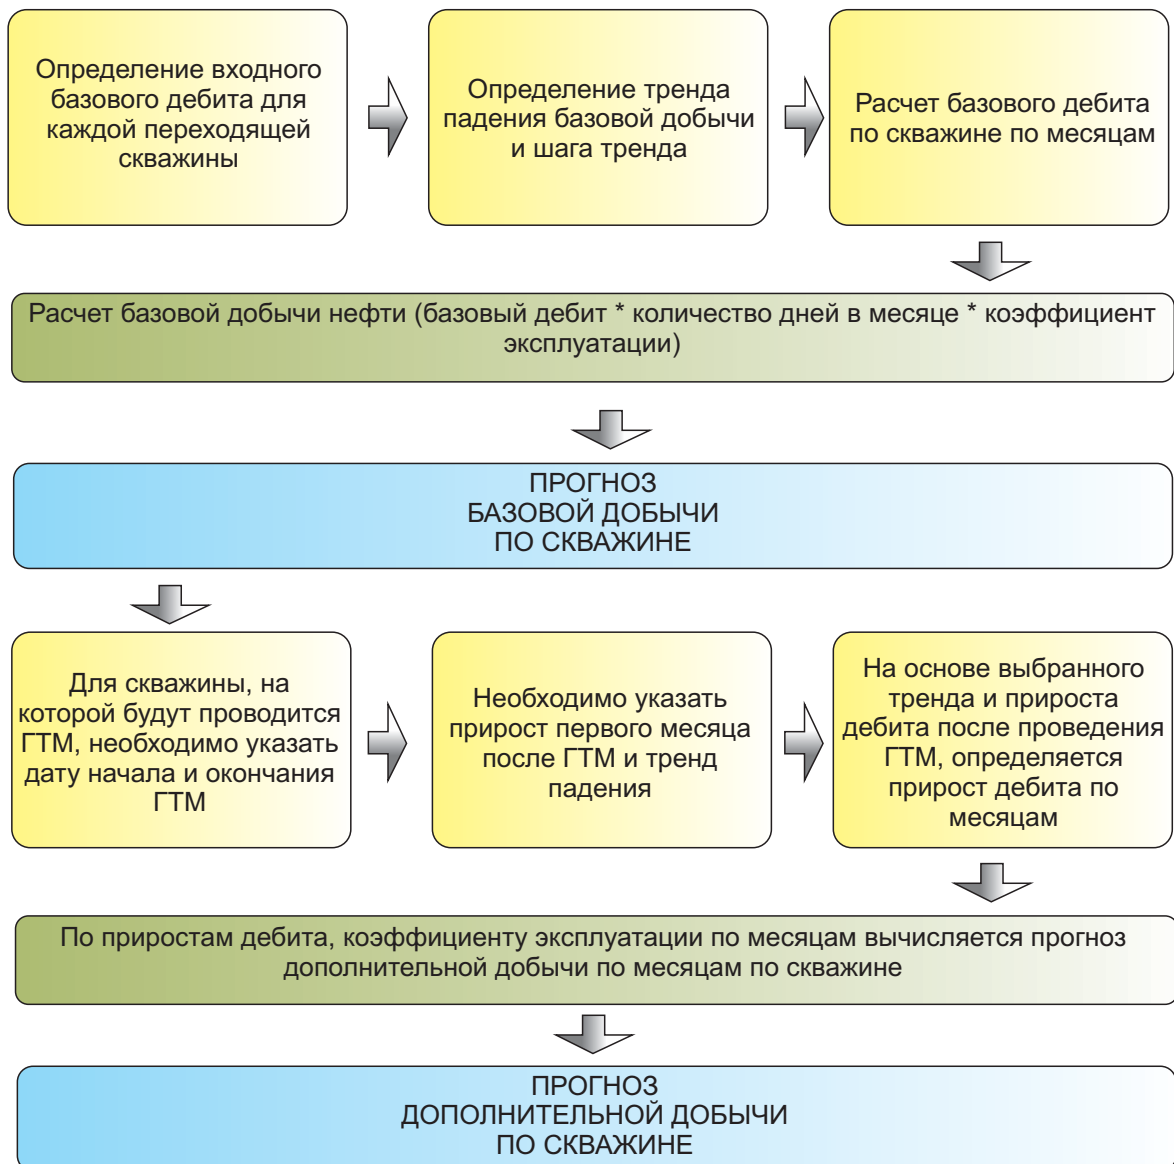 Определение входного
базового дебита для
каждой переходящей
скважины
Определение тренда
падения базовой добычи
и шага тренда
Расчет базового дебита
по скважине по месяцам
Расчет базовой добычи нефти (базовый дебит * количество дней в месяце * коэффициент
эксплуатации)
ПРОГНОЗ
БАЗОВОЙ ДОБЫЧИ
ПО СКВАЖИНЕ
Для скважины, на
которой будут проводится
ГТМ, необходимо указать
дату начала и окончания
ГТМ
Необходимо указать
прирост первого месяца
после ГТМ и тренд
падения
На основе выбранного
тренда и прироста
дебита после проведения
ГТМ, определяется
прирост дебита по
месяцам
По приростам дебита, коэффициенту эксплуатации по месяцам вычисляется прогноз
дополнительной добычи по месяцам по скважине
ПРОГНОЗ
ДОПОЛНИТЕЛЬНОЙ ДОБЫЧИ
ПО СКВАЖИНЕ